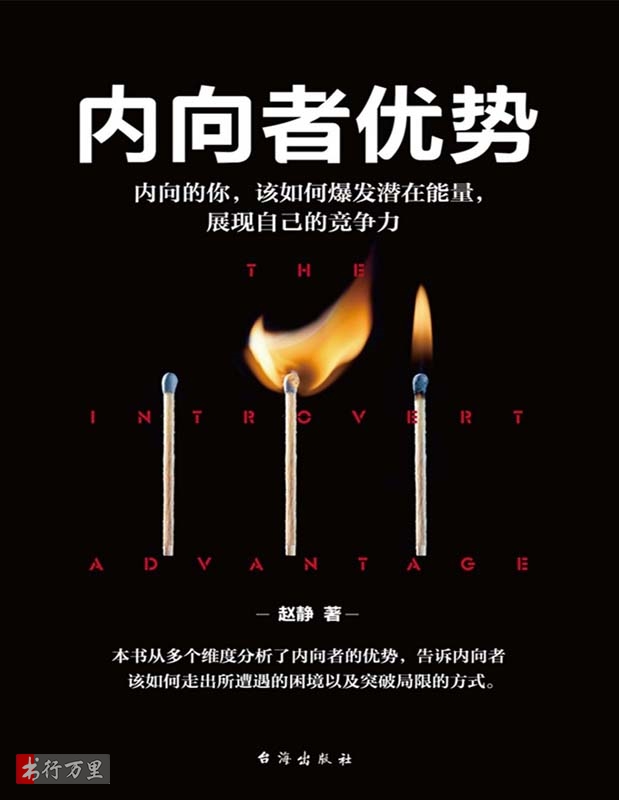 内向者优势
内向的你，该如何爆发潜在能量，
展现自己的竞争力
THE
INTROVERT
ADVANTAGE
赵静 著
本书从多个维度分析了内向者的优势，告诉内向者
该如何走出所遭遇的困境以及突破局限的方式。
台海出版社
书行万里